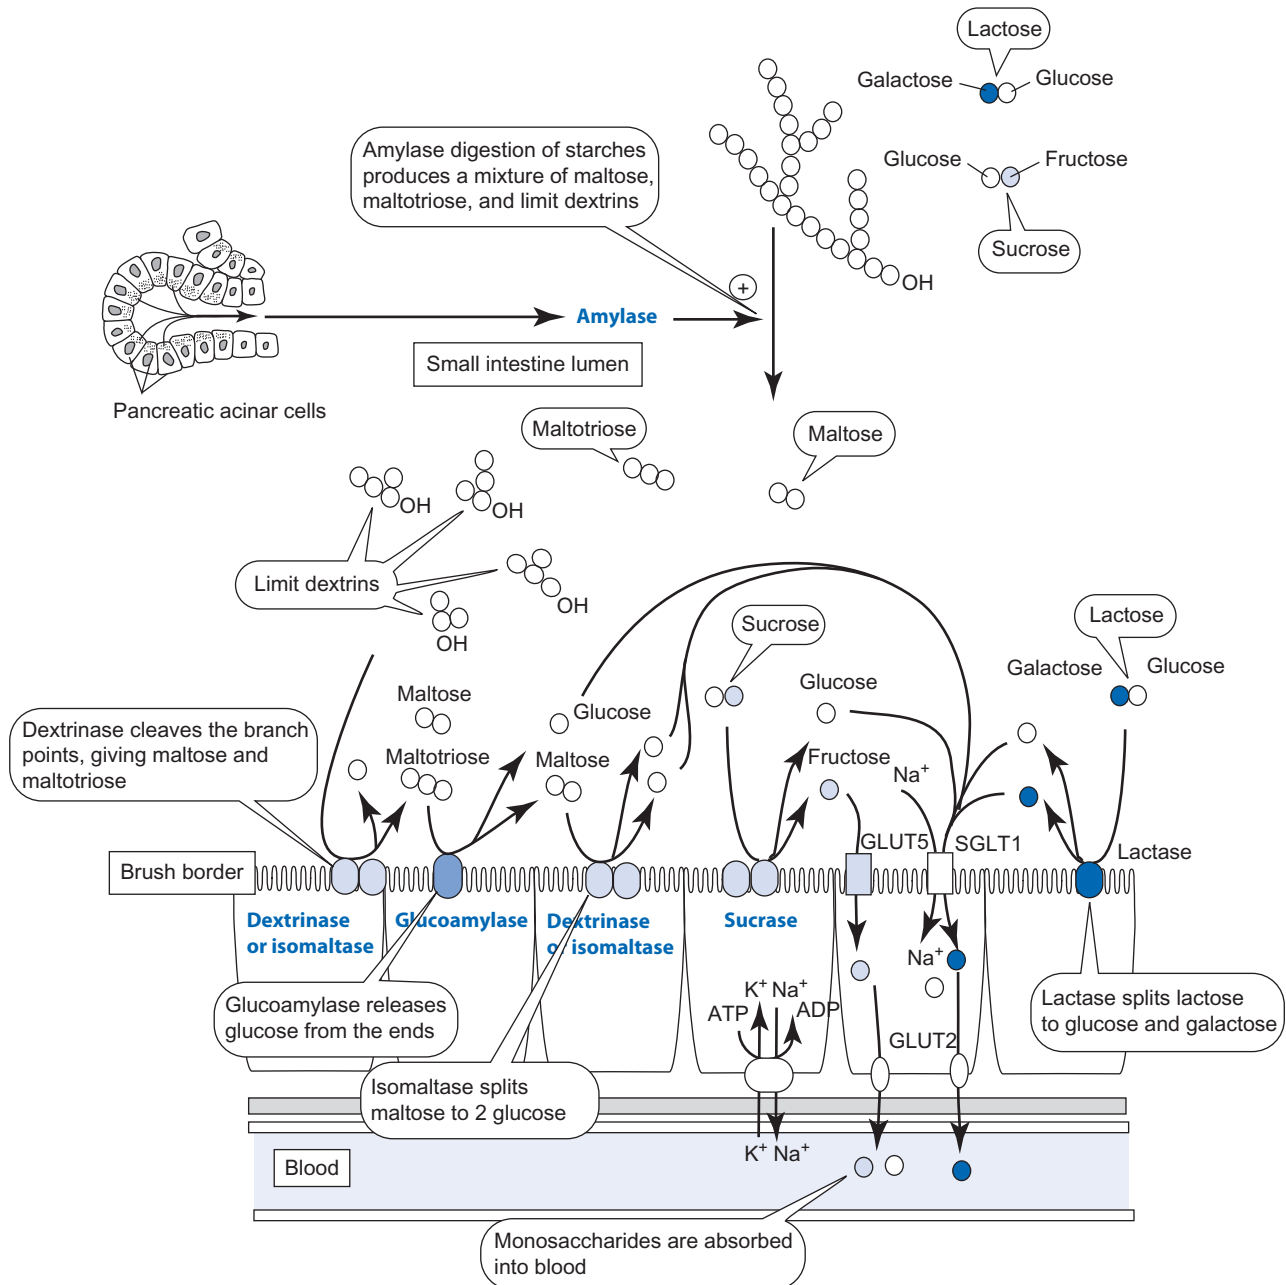 Lactose
Galactose
Glucose
Amylase digestion of starches
produces a mixture of maltose,
maltotriose, and limit dextrins
Glucose
Fructose
Sucrose
OH
+
Amylase
Small intestine lumen
Pancreatic acinar cells
Maltotriose
Maltose
OH
OH
Limit dextrins
OH
OH
Sucrose
Lactose
Galactose
Glucose
Maltose
Glucose
Glucose
Dextrinase cleaves the branch
points, giving maltose and
maltotriose
Maltotriose
Maltose
Fructose
Na+
GLUT5
SGLT1
Lactase
Brush border
Dextrinase
or isomaltase
Glucoamylase
Dextrinase
or isomaltase
Sucrase
Na+
Glucoamylase releases
glucose from the ends
K+ Na+
ATP
ADP
Lactase splits lactose
to glucose and galactose
GLUT2
Isomaltase splits
maltose to 2 glucose
K+ Na+
Blood
Monosaccharides are absorbed
into blood